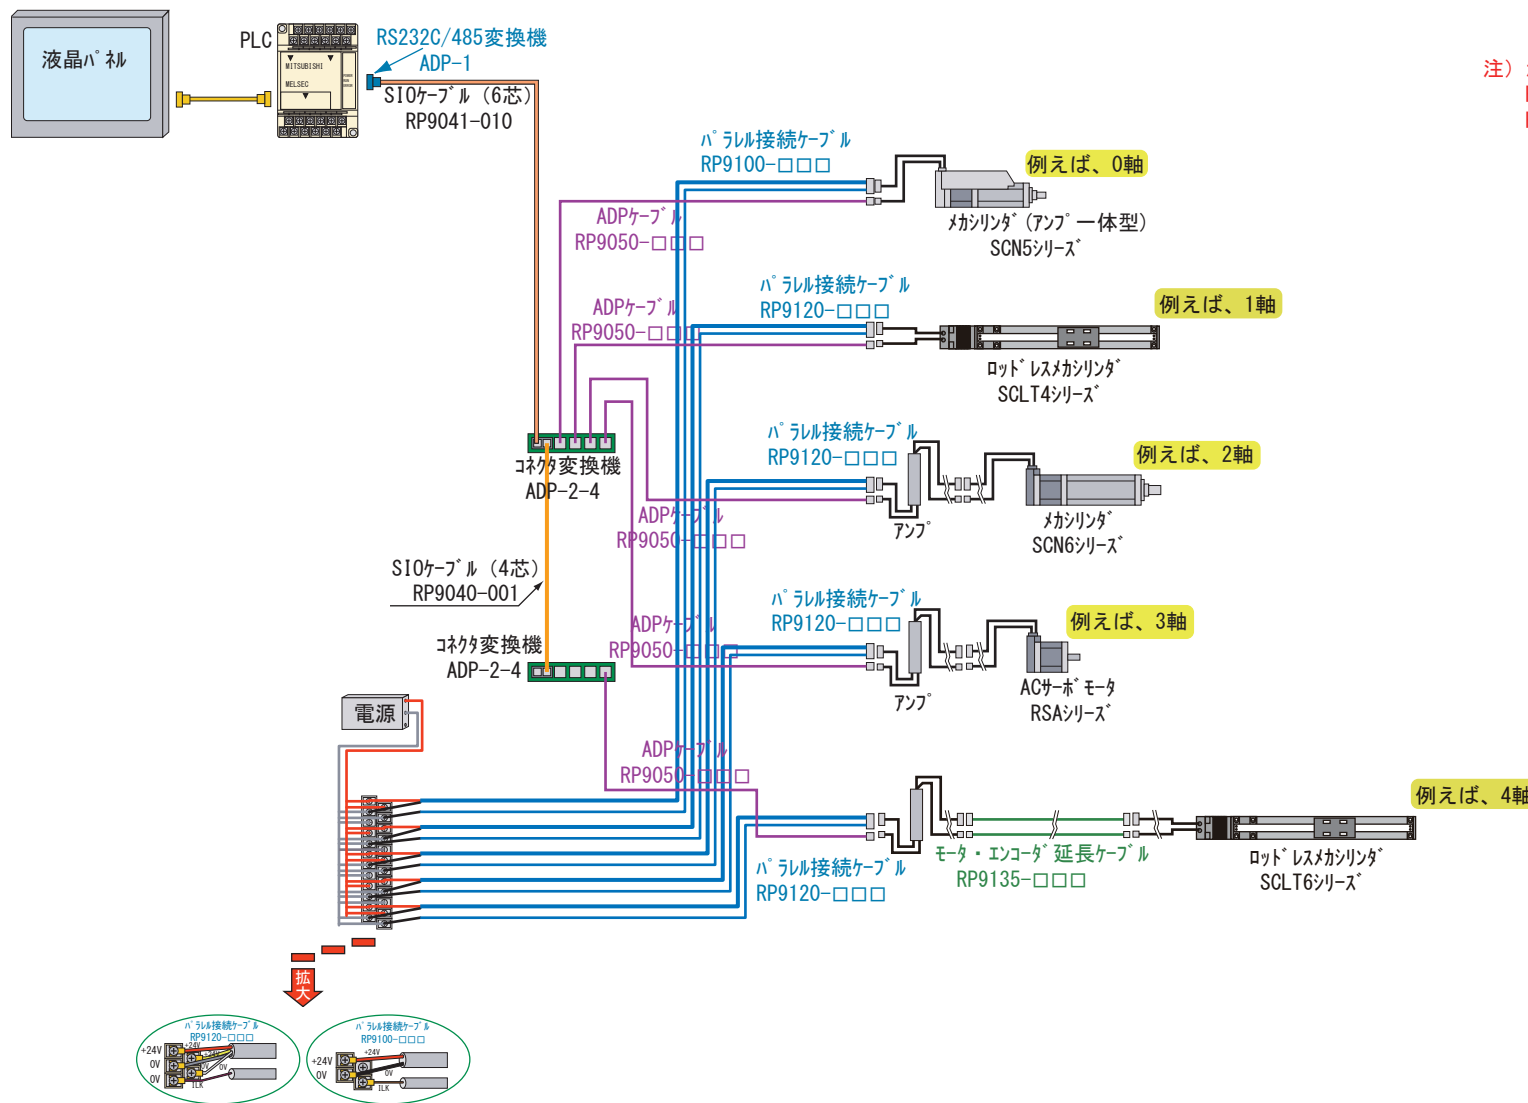 液晶パネル
PLC
MITSUBISHI
MELSEC
RS232C/485変換機
ADP-1
SIOケーブル (6芯)
RP9041-010
注)
パラレル接続ケーブル
RP9100-□□□
例えば、0軸
ADPケーブル
RP9050-□□□
メカシリンダ(アンプ一体型)
SCN5シリーズ
パラレル接続ケーブル
RP9120-□□□
例えば、1軸
ADPケーブル
RP9050-□□□
ロッドレスメカシリンダ
SCLT4シリーズ
パラレル接続ケーブル
RP9120-□□□
例えば、2軸
コネクタ変換機
ADP-2-4
ADPケーブル
RP9050-□□□
アンプ
メカシリンダ
SCN6シリーズ
SIOケーブル (4芯)
RP9040-001
パラレル接続ケーブル
RP9120-□□□
例えば、3軸
ADPケーブル
RP9050-□□□
コネクタ変換機
ADP-2-4
アンプ
ACサーボモータ
RSAシリーズ
電源
ADPケーブル
RP9050-□□□
例えば、4軸
パラレル接続ケーブル
RP9120-□□□
モータ・エンコーダ延長ケーブル
RP9135-□□□
ロッドレスメカシリンダ
SCLT6シリーズ
拡大
パラレル接続ケーブル
RP9120-□□□
+24V
+24V
0V
0V
0V
0V
ILK
パラレル接続ケーブル
RP9100-□□□
+24V
+24V
0V
0V
ILK